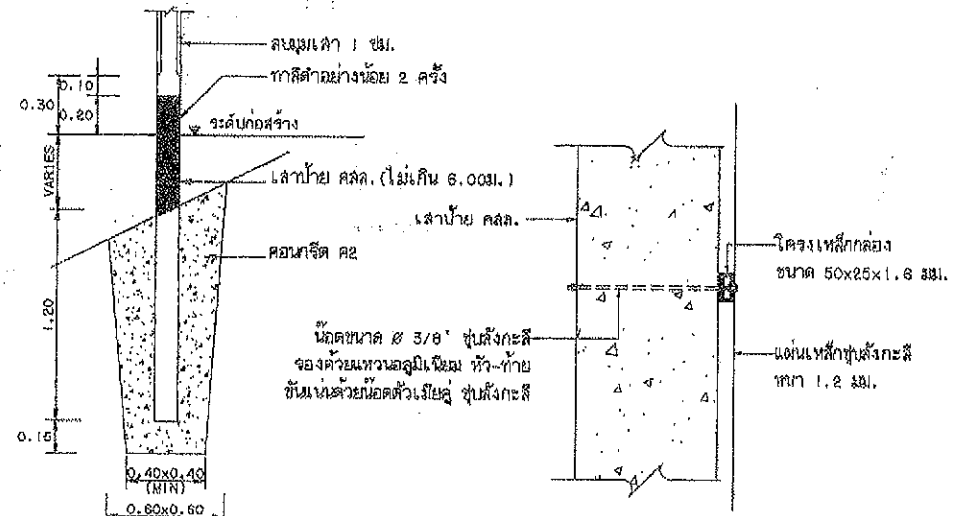 ลบมุมเสา 1 ซม.
ทาสีดำอย่างน้อย 2 ครั้ง
0.10
0.30
0.20
ระดับก่อสร้าง
VARIES
เสาป้าย คสล.(ไม่เกิน 6.00ม.)
คอนกรีต ค2
1.20
0.15
0.40x0.40
(MIN)
0.60x0.60
เสาป้าย คสล.
โครงเหล็กกล่อง
ขนาด 50x25x1.6 มม.
น๊อตขนาด ø 3/8" ชุบสังกะสี
รองด้วยแหวนอลูมิเนียม หัว-ท้าย
ขันแน่นด้วยน๊อตตัวเมียคู่ ชุบสังกะสี
แผ่นเหล็กชุบสังกะสี
หนา 1.2 มม.